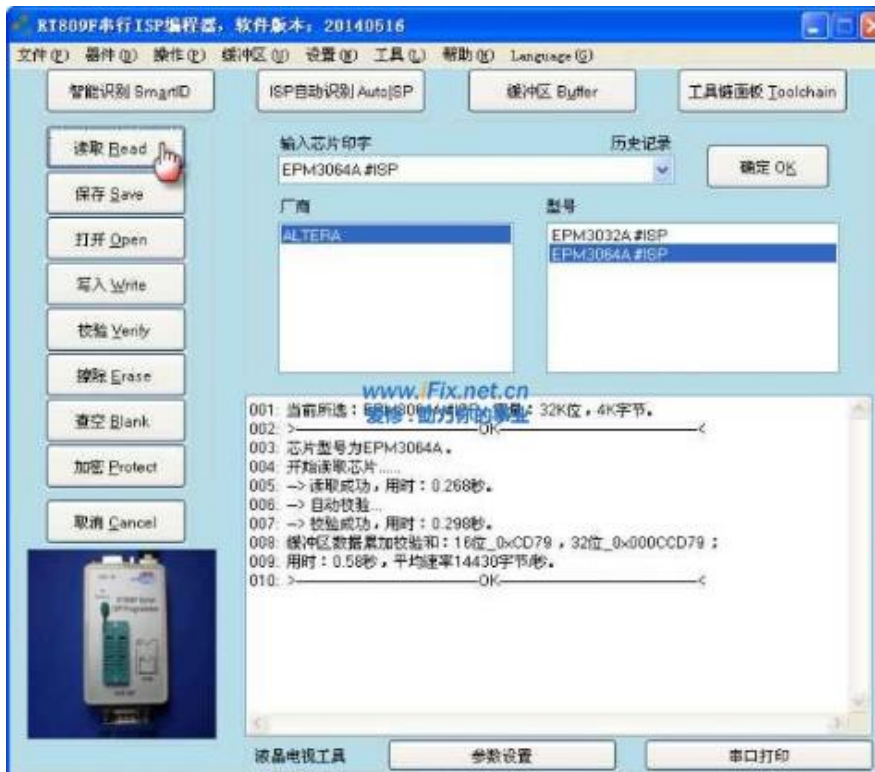 RT809F串行ISP编程器，软件版本：20140516
文件(F) 器件(D) 操作(P) 缓冲区(U) 设置(W) 工具(L) 帮助(H) Language(G)
智能识别 SmartID ISP自动识别 AutoISP 缓冲区 Buffer 工具链面板 Toolchain
读取 Read
保存 Save
打开 Open
写入 Write
校验 Verify
擦除 Erase
查空 Blank
加密 Protect
取消 Cancel
输入芯片印字 历史记录
EPM3064A #ISP
确定 OK
厂商 型号
ALTERA
EPM3032A #ISP
EPM3064A #ISP
www.iFix.net.cn
爱修：助力你的事业
001: 当前所选：32K位，4K字节。
002: >————OK————<
003: 芯片型号为EPM3064A。
004: 开始读取芯片......
005: --> 读取成功，用时：0.268秒。
006: --> 自动校验...
007: --> 校验成功，用时：0.298秒。
008: 缓冲区数据累加校验和：16位_0xCD79，32位_0x000CCD79；
009: 用时：0.58秒，平均速率14430字节/秒。
010: >————OK————<
液晶电视工具 参数设置 串口打印